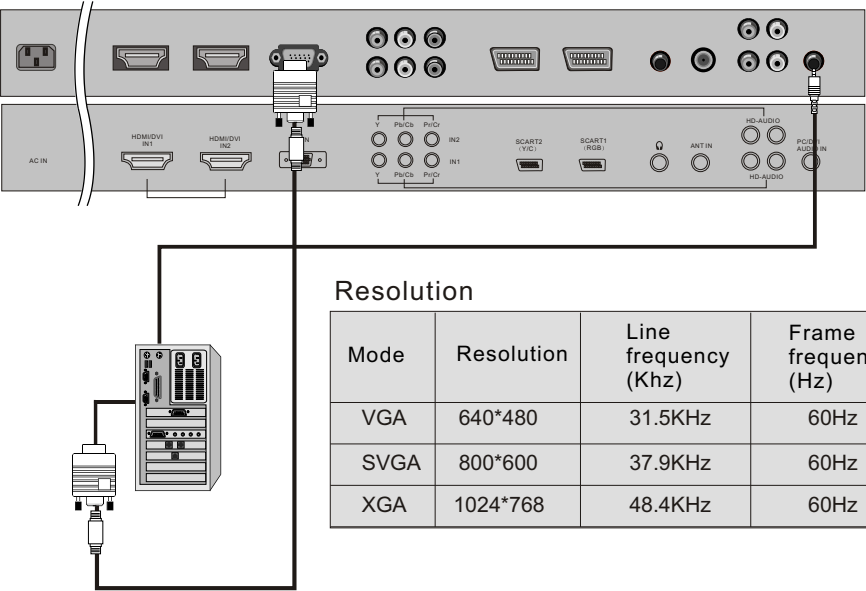 AC IN
HDMI/DVI
IN1
HDMI/DVI
IN2
N
Y Pb/Cb Pr/Cr
IN2
IN1
Y Pb/Cb Pr/Cr
SCART2
(Y/C)
SCART1
(RGB)
ANT IN
HD-AUDIO
HD-AUDIO
PC/DVI
AUDIO IN
Resolution
Mode Resolution Line frequency (Khz) Frame frequen (Hz)
VGA 640*480 31.5KHz 60Hz
SVGA 800*600 37.9KHz 60Hz
XGA 1024*768 48.4KHz 60Hz